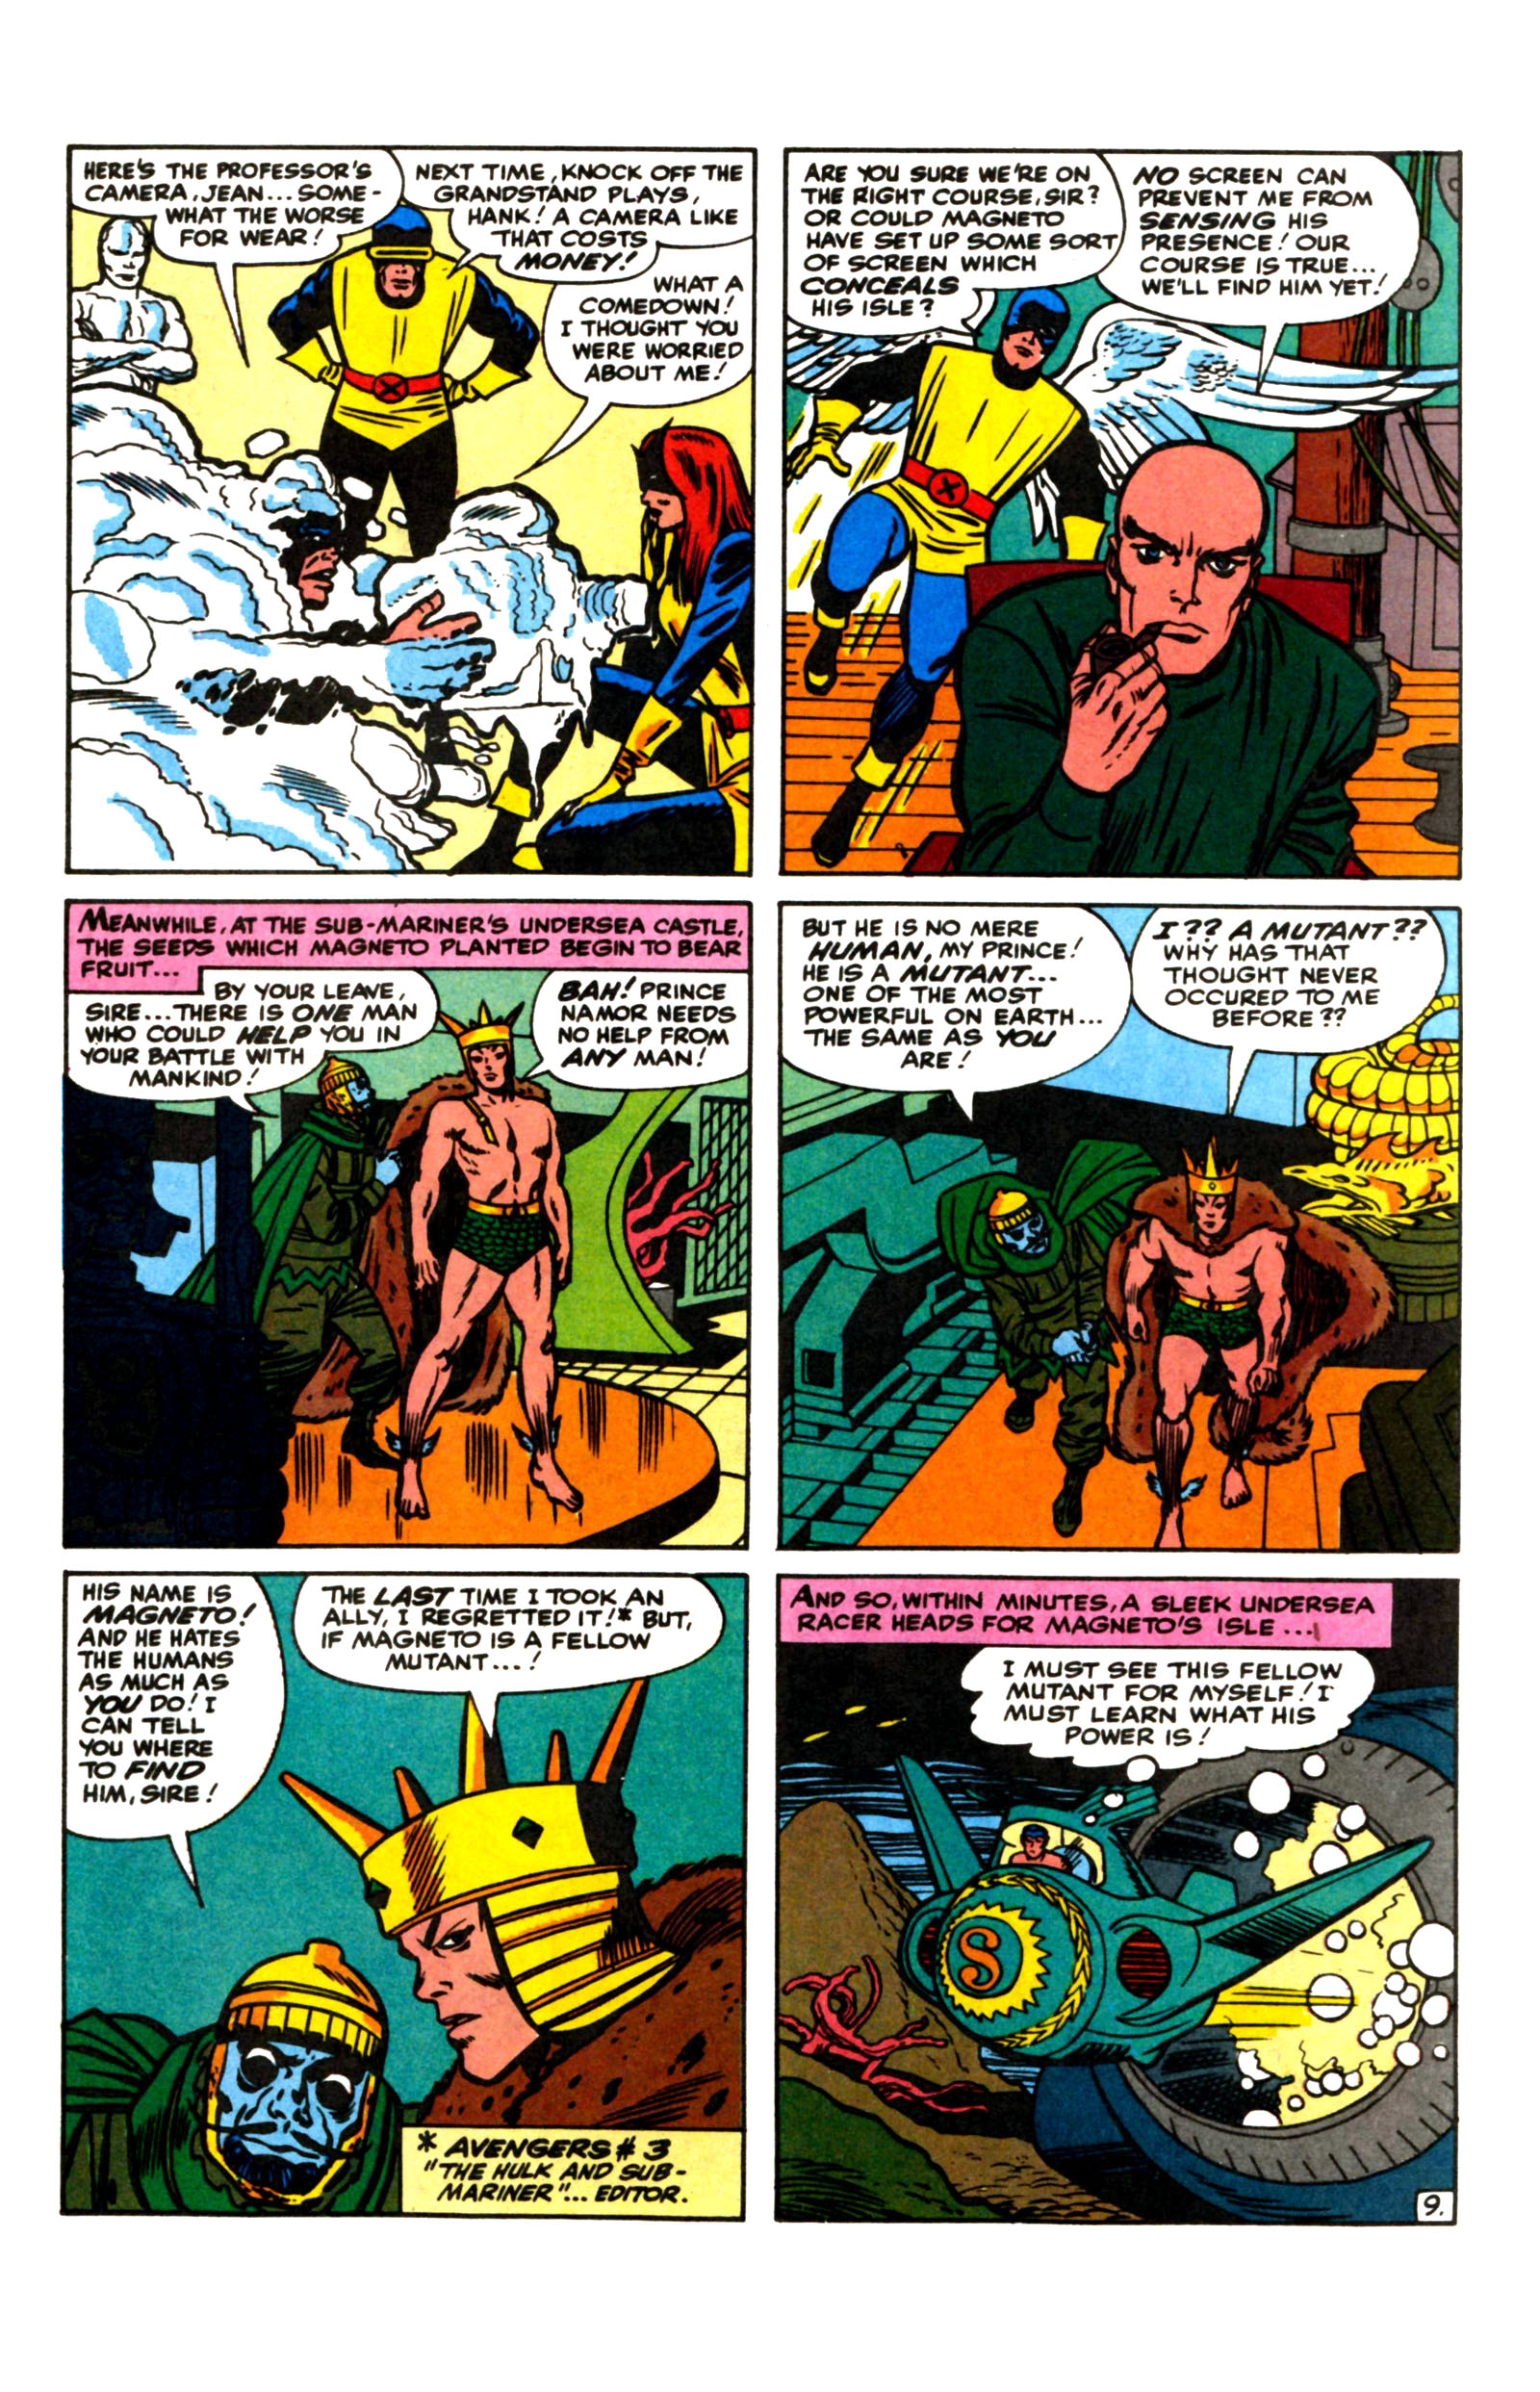 HERE'S THE PROFESSOR'S
CAMERA, JEAN... SOME-
WHAT THE WORSE
FOR WEAR!
NEXT TIME, KNOCK OFF THE
GRANDSTAND PLAYS,
HANK! A CAMERA LIKE
THAT COSTS
MONEY!
WHAT A
COMEDOWN!
I THOUGHT YOU
WERE WORRIED
ABOUT ME!
ARE YOU SURE WE'RE ON
THE RIGHT COURSE, SIR?
OR COULD MAGNETO
HAVE SET UP SOME SORT
OF SCREEN WHICH
CONCEALS
HIS ISLE?
NO SCREEN CAN
PREVENT ME FROM
SENSING HIS
PRESENCE! OUR
COURSE IS TRUE...
WE'LL FIND HIM YET!
MEANWHILE, AT THE SUB-MARINER'S UNDERSEA CASTLE,
THE SEEDS WHICH MAGNETO PLANTED BEGIN TO BEAR
FRUIT...
BY YOUR LEAVE,
SIRE... THERE IS ONE MAN
WHO COULD HELP YOU IN
YOUR BATTLE WITH
MANKIND!
BAH! PRINCE
NAMOR NEEDS
NO HELP FROM
ANY MAN!
BUT HE IS NO MERE
HUMAN, MY PRINCE!
HE IS A MUTANT...
ONE OF THE MOST
POWERFUL ON EARTH...
THE SAME AS YOU
ARE!
I?? A MUTANT??
WHY HAS THAT
THOUGHT NEVER
OCCURED TO ME
BEFORE??
HIS NAME IS
MAGNETO!
AND HE HATES
THE HUMANS
AS MUCH AS
YOU DO! I
CAN TELL
YOU WHERE
TO FIND
HIM, SIRE!
THE LAST TIME I TOOK AN
ALLY, I REGRETTED IT!* BUT,
IF MAGNETO IS A FELLOW
MUTANT...!
* AVENGERS #3
"THE HULK AND SUB-
MARINER"... EDITOR.
AND SO, WITHIN MINUTES, A SLEEK UNDERSEA
RACER HEADS FOR MAGNETO'S ISLE...
I MUST SEE THIS FELLOW
MUTANT FOR MYSELF! I
MUST LEARN WHAT HIS
POWER IS!
S
9.